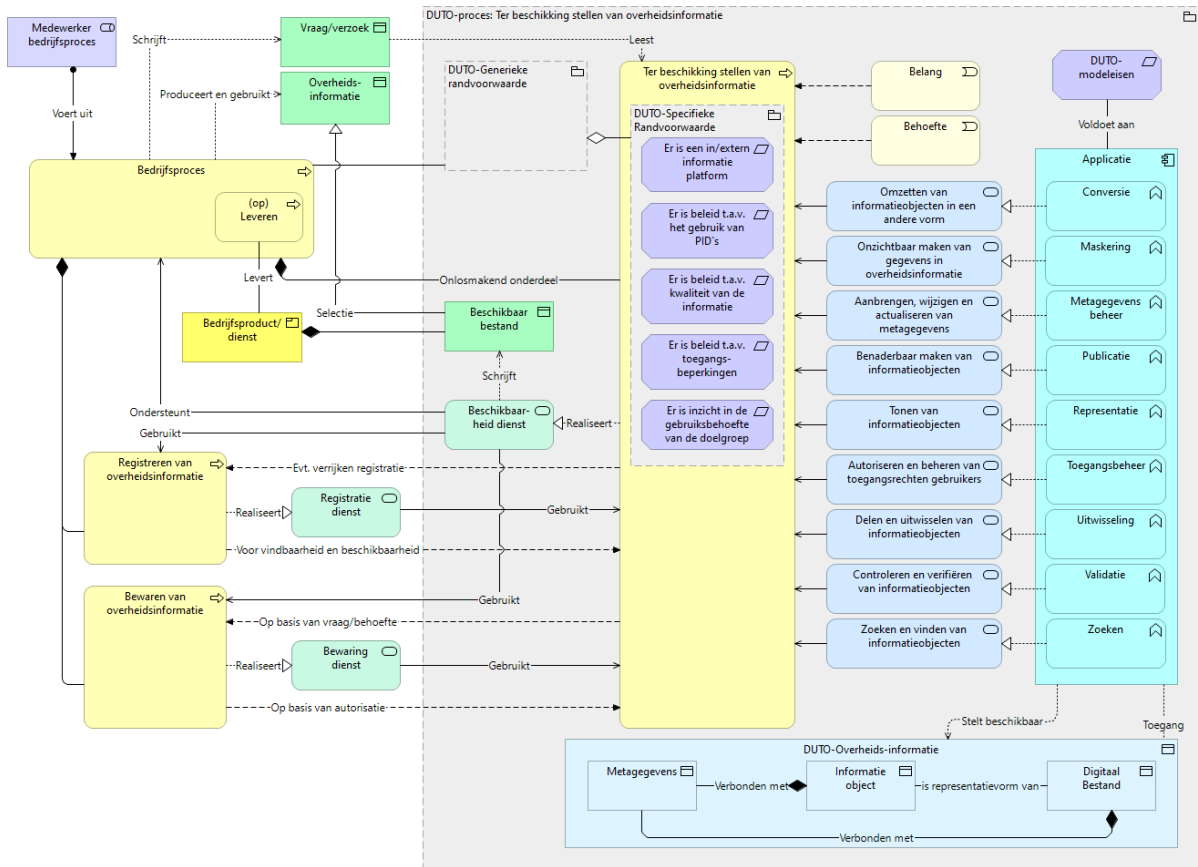 DUTO-proces: Ter beschikking stellen van overheidsinformatie
Medewerker
bedrijfsproces
Schrijft
Vraag/verzoek
Leest
Overheids-
informatie
Produceert en gebruikt
Voert uit
DUTO-Generieke
randvoorwaarde
Ter beschikking stellen van
overheidsinformatie
DUTO-Specifieke
Randvoorwaarde
Er is een in/extern
informatie
platform
Er is beleid t.a.v.
het gebruik van
PID`s
Er is beleid t.a.v.
kwaliteit van de
informatie
Er is beleid t.a.v.
toegangs-
beperkingen
Er is inzicht in de
gebruiksbehoefte
van de doelgroep
Belang
Behoefte
DUTO-
modeleisen
Voldoet aan
Applicatie
Bedrijfsproces
(op)
Leveren
Levert
Onlosmakend onderdeel
Selectie
Bedrijfsproduct/
dienst
Beschikbaar
bestand
Schrijft
Ondersteunt
Gebruikt
Beschikbaar-
heid dienst
Realiseert
Registreren van
overheidsinformatie
Evt. verrijken registratie
Realiseert
Registratie
dienst
Gebruikt
Voor vindbaarheid en beschikbaarheid
Bewaren van
overheidsinformatie
Gebruikt
Op basis van vraag/behoefte
Realiseert
Bewaring
dienst
Gebruikt
Op basis van autorisatie
Omzetten van
informatieobjecten in een
andere vorm
Conversie
Onzichtbaar maken van
gegevens in
overheidsinformatie
Maskering
Aanbrengen, wijzigen en
actualiseren van
metagegevens
Metagegevens
beheer
Benaderbaar maken van
informatieobjecten
Publicatie
Tonen van
informatieobjecten
Representatie
Autoriseren en beheren van
toegangsrechten gebruikers
Toegangsbeheer
Delen en uitwisselen van
informatieobjecten
Uitwisseling
Controleren en verifiëren
van informatieobjecten
Validatie
Zoeken en vinden van
informatieobjecten
Zoeken
Stelt beschikbaar
Toegang
DUTO-Overheids-informatie
Metagegevens
Verbonden met
Informatie
object
is representatievorm van
Digitaal
Bestand
Verbonden met